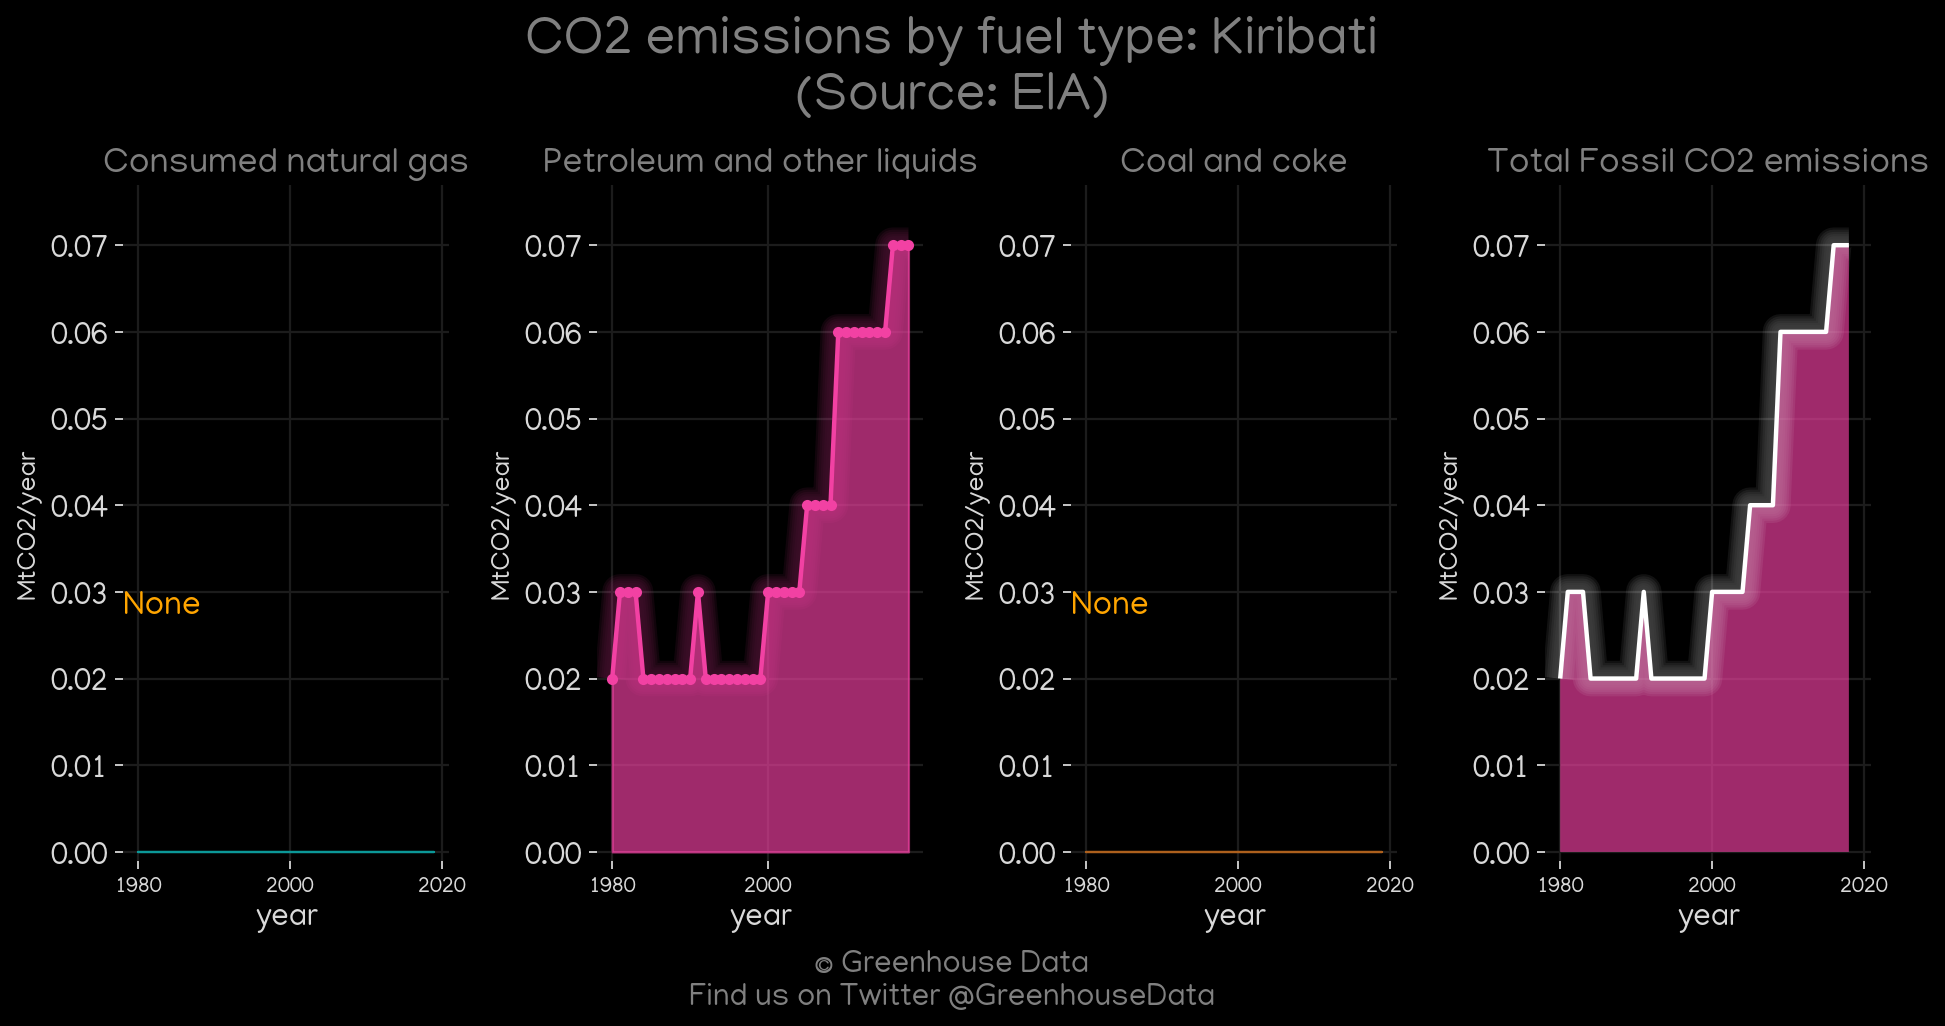 CO2 emissions by fuel type: Kiribati
(Source: EIA)
Consumed natural gas
Petroleum and other liquids
Coal and coke
Total Fossil CO2 emissions
MtCO2/year
0.07
0.06
0.05
0.04
0.03
0.02
0.01
0.00
None
1980 2000 2020
year
MtCO2/year
0.07
0.06
0.05
0.04
0.03
0.02
0.01
0.00
1980 2000
year
MtCO2/year
0.07
0.06
0.05
0.04
0.03
0.02
0.01
0.00
None
1980 2000 2020
year
MtCO2/year
0.07
0.06
0.05
0.04
0.03
0.02
0.01
0.00
1980 2000 2020
year
© Greenhouse Data
Find us on Twitter @GreenhouseData